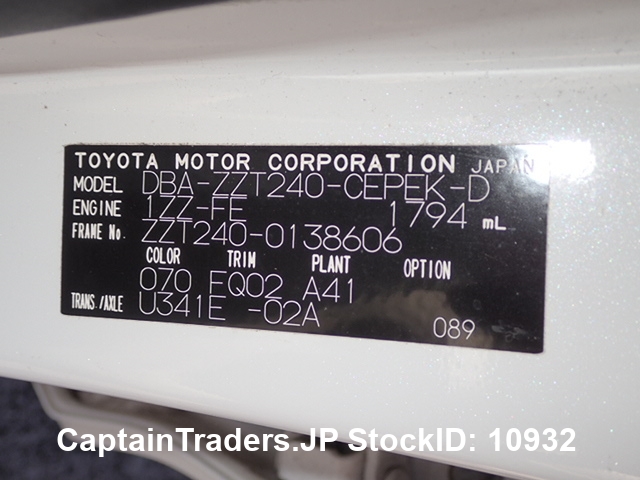 TOYOTA MOTOR CORPORATION JAPAN
MODEL DBA-ZZT240-CEPEK-D
ENGINE 1ZZ-FE 1794 mL
FRAME No. ZZT240-0138606
COLOR TRIM PLANT OPTION
070 FQ02 A41
TRANS./AXLE U341E -02A
089
CaptainTraders.JP StockID: 10932